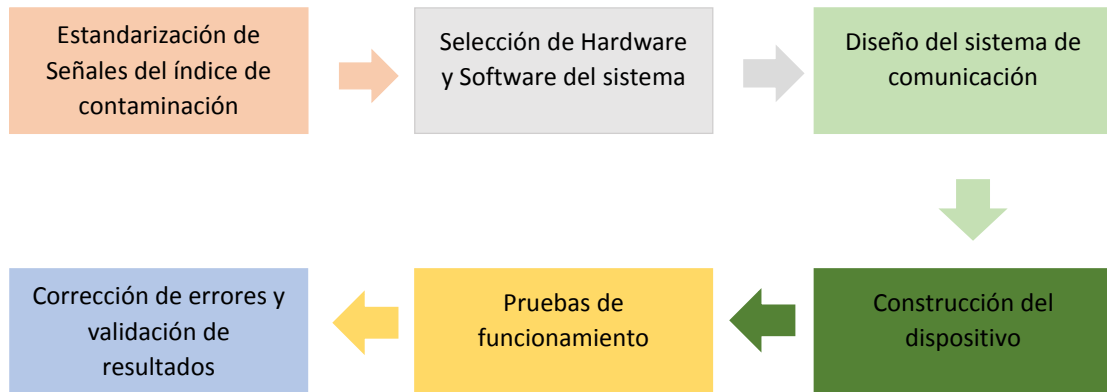 Estandarización de
Señales del índice de
contaminación
Selección de Hardware
y Software del sistema
Diseño del sistema de
comunicación
Construcción del
dispositivo
Pruebas de
funcionamiento
Corrección de errores y
validación de
resultados